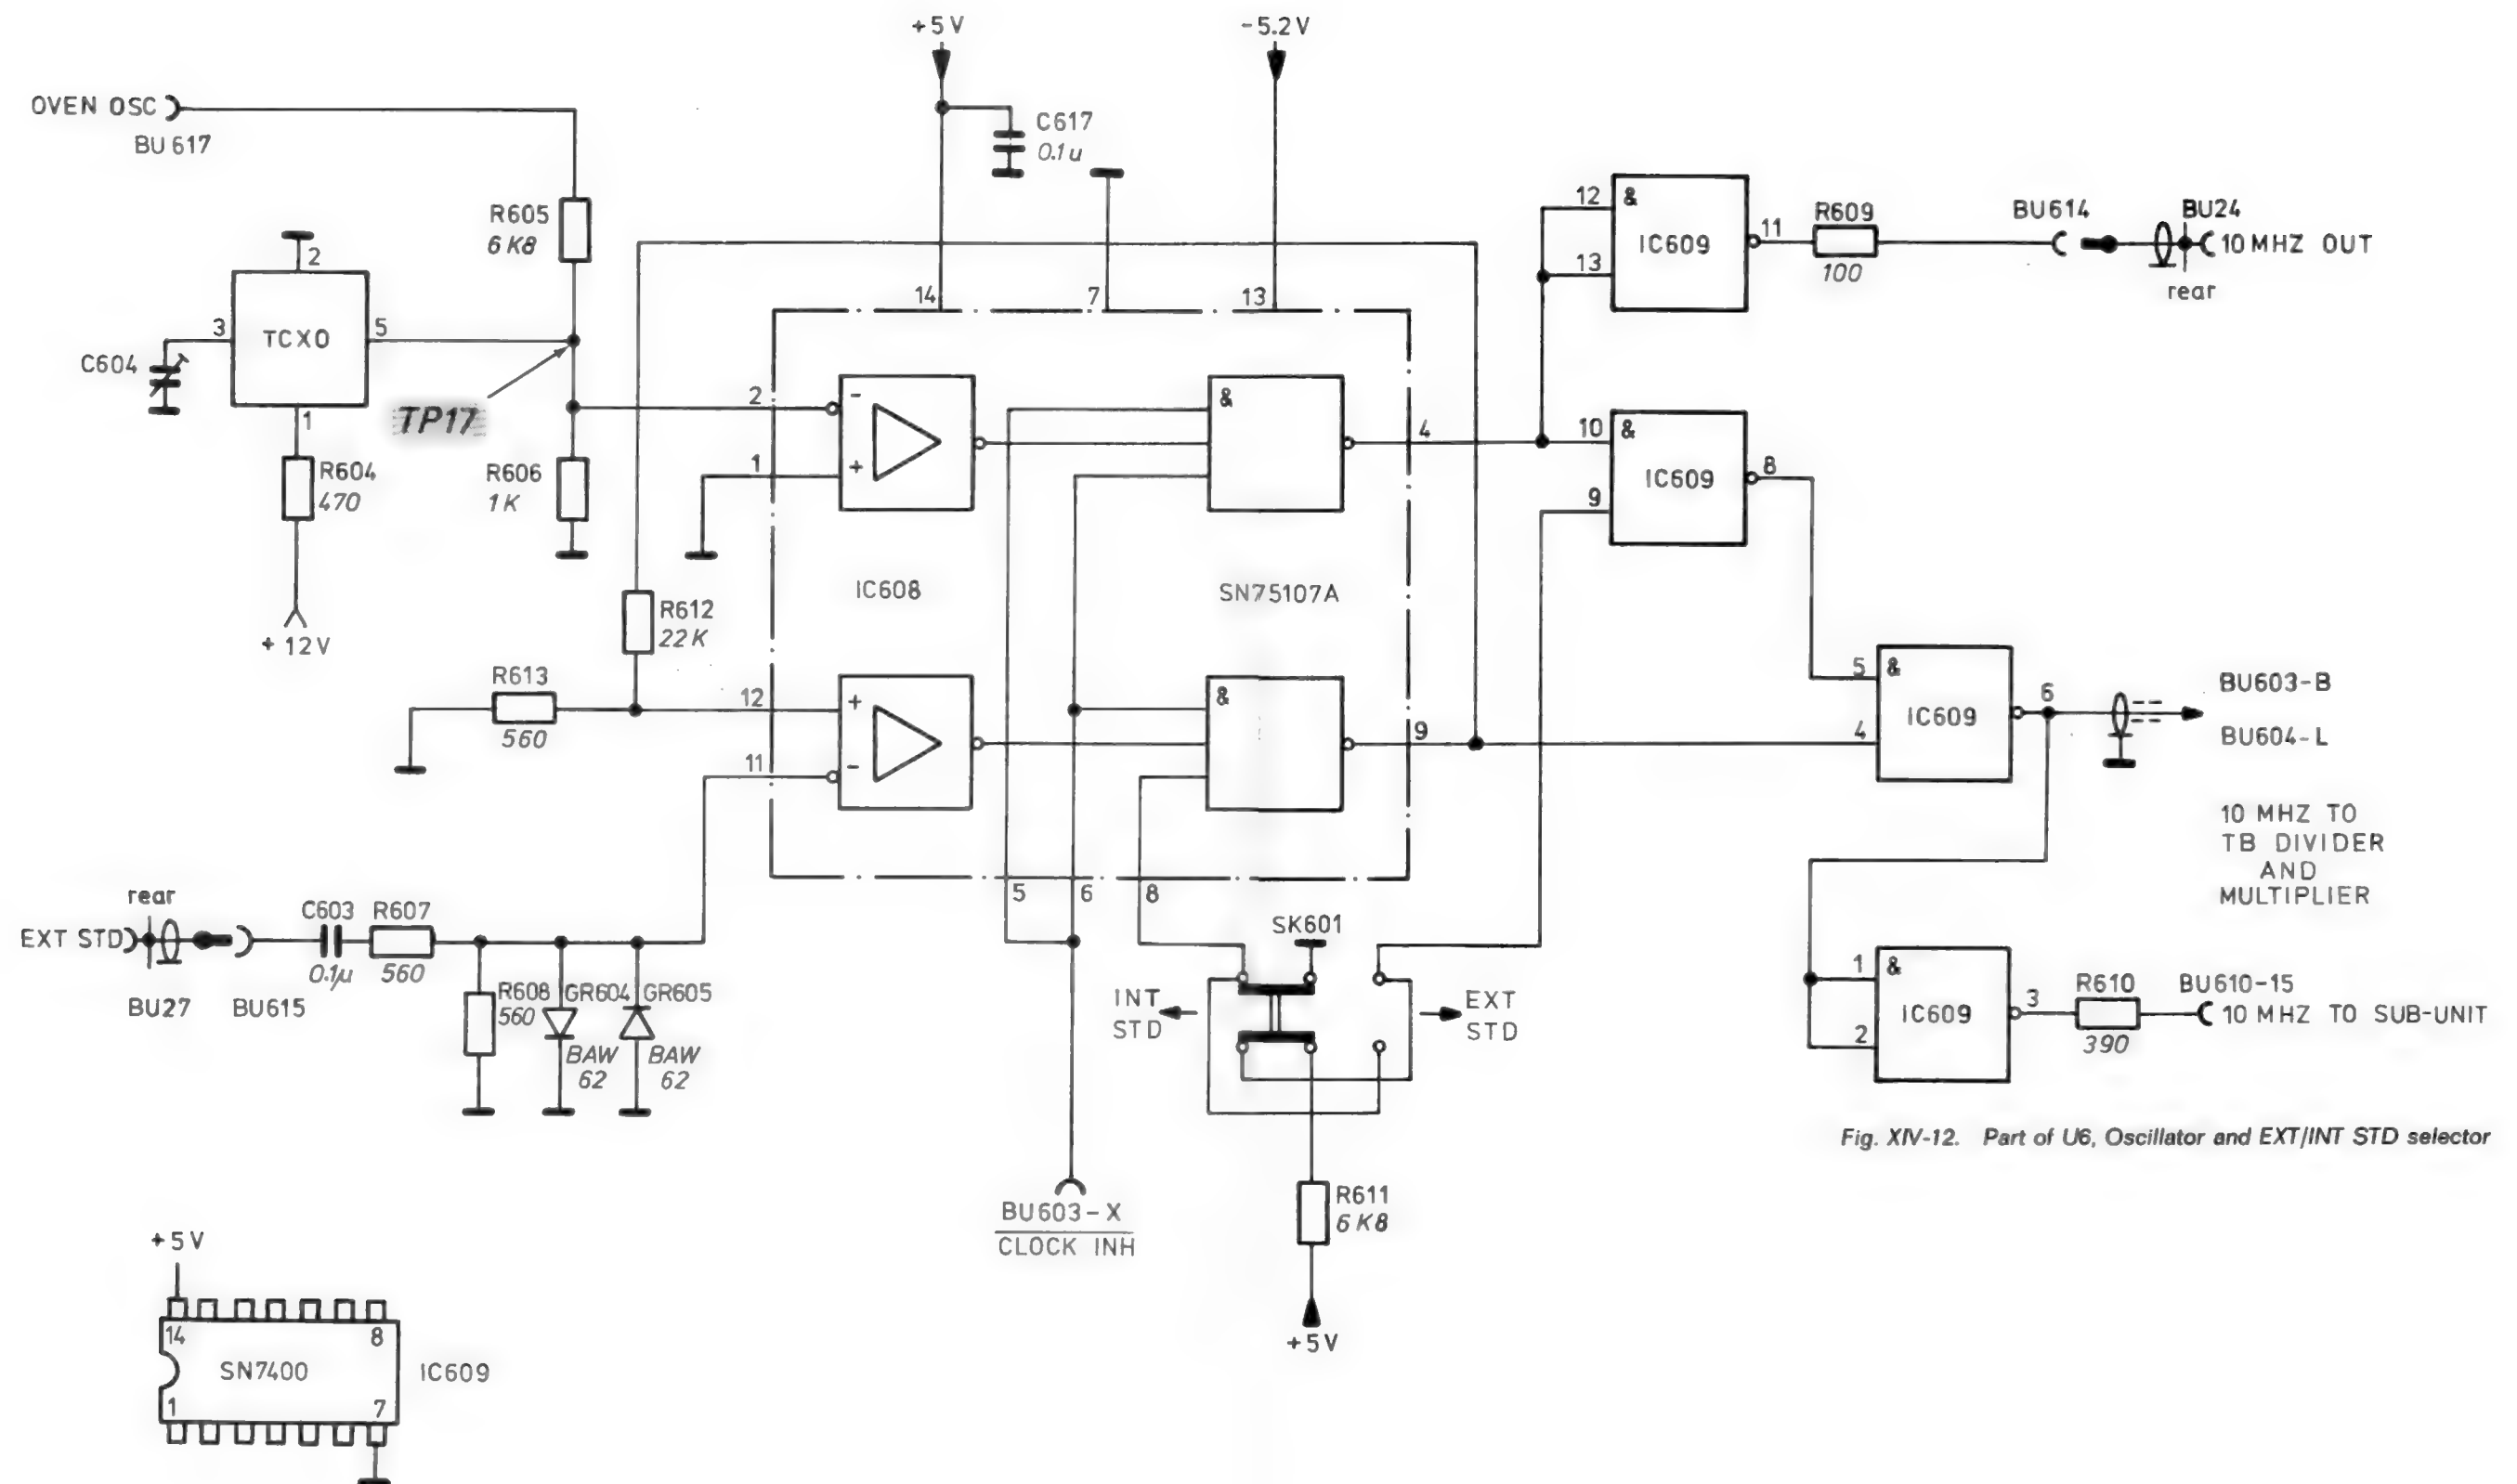 +5V
-5.2V
OVEN OSC
BU617
C617
0.1u
R605
6K8
2
14
7
13
12
&
IC609
13
11
R609
100
BU614
BU24
10MHZ OUT
rear
3
TCXO
5
C604
1
TP17
R604
470
+12V
R606
1K
2
-
1
+
&
4
10
&
IC609
9
8
IC608
SN75107A
R612
22K
R613
560
12
+
11
-
&
9
5
&
4
IC609
6
BU603-B
BU604-L
10 MHZ TO
TB DIVIDER
AND
MULTIPLIER
5
6
8
rear
EXT STD
BU27
BU615
C603
0.1µ
R607
560
R608
560
GR604
BAW
62
GR605
BAW
62
SK601
INT
STD
EXT
STD
1
&
2
IC609
3
R610
390
BU610-15
10 MHZ TO SUB-UNIT
Fig. XIV-12. Part of U6, Oscillator and EXT/INT STD selector
BU603-X
CLOCK INH
R611
6K8
+5V
+5V
14
8
SN7400
IC609
1
7